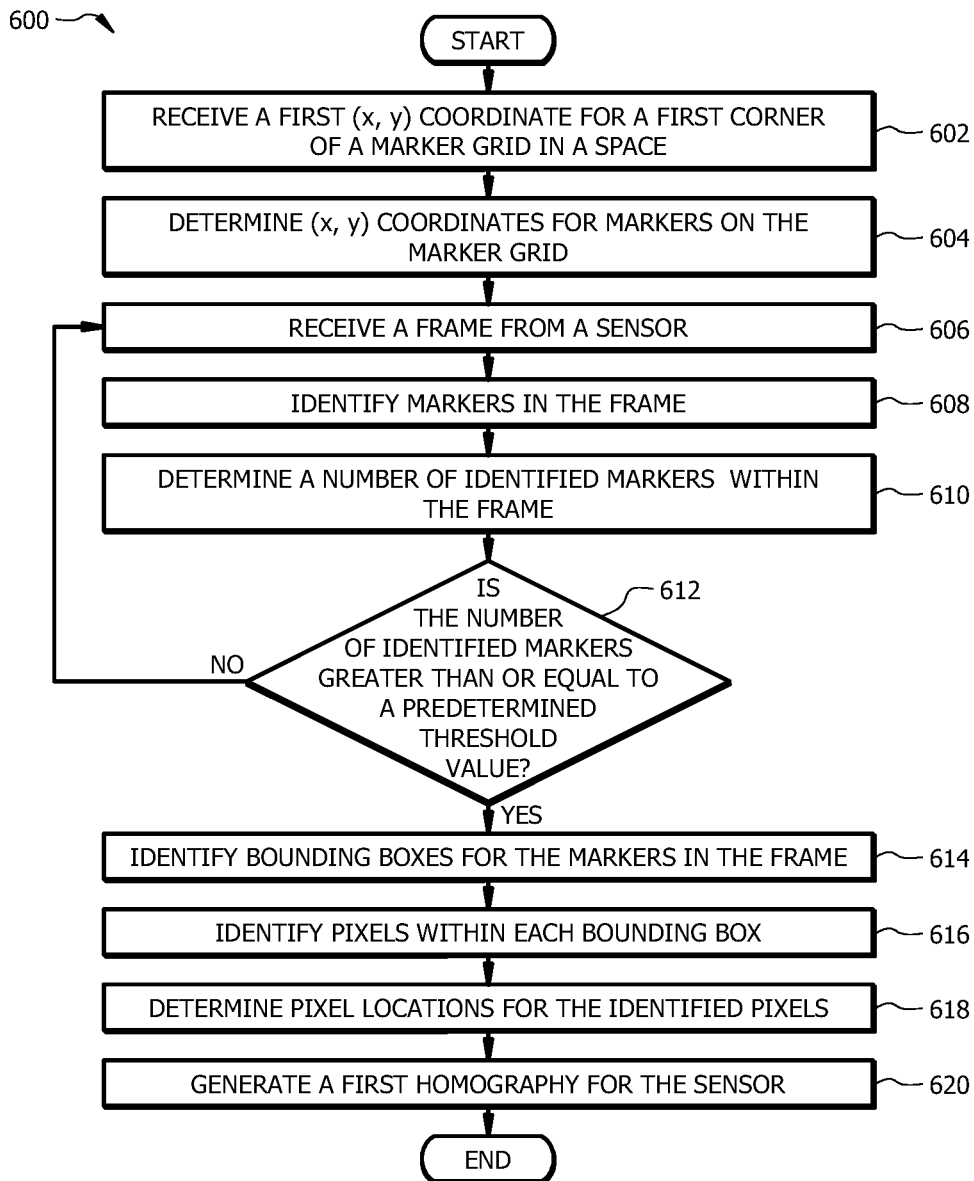 600
START
RECEIVE A FIRST (x, y) COORDINATE FOR A FIRST CORNER
OF A MARKER GRID IN A SPACE
602
DETERMINE (x, y) COORDINATES FOR MARKERS ON THE
MARKER GRID
604
RECEIVE A FRAME FROM A SENSOR
606
IDENTIFY MARKERS IN THE FRAME
608
DETERMINE A NUMBER OF IDENTIFIED MARKERS WITHIN
THE FRAME
610
IS
THE NUMBER
OF IDENTIFIED MARKERS
GREATER THAN OR EQUAL TO
A PREDETERMINED
THRESHOLD
VALUE?
612
NO
YES
IDENTIFY BOUNDING BOXES FOR THE MARKERS IN THE FRAME
614
IDENTIFY PIXELS WITHIN EACH BOUNDING BOX
616
DETERMINE PIXEL LOCATIONS FOR THE IDENTIFIED PIXELS
618
GENERATE A FIRST HOMOGRAPHY FOR THE SENSOR
620
END